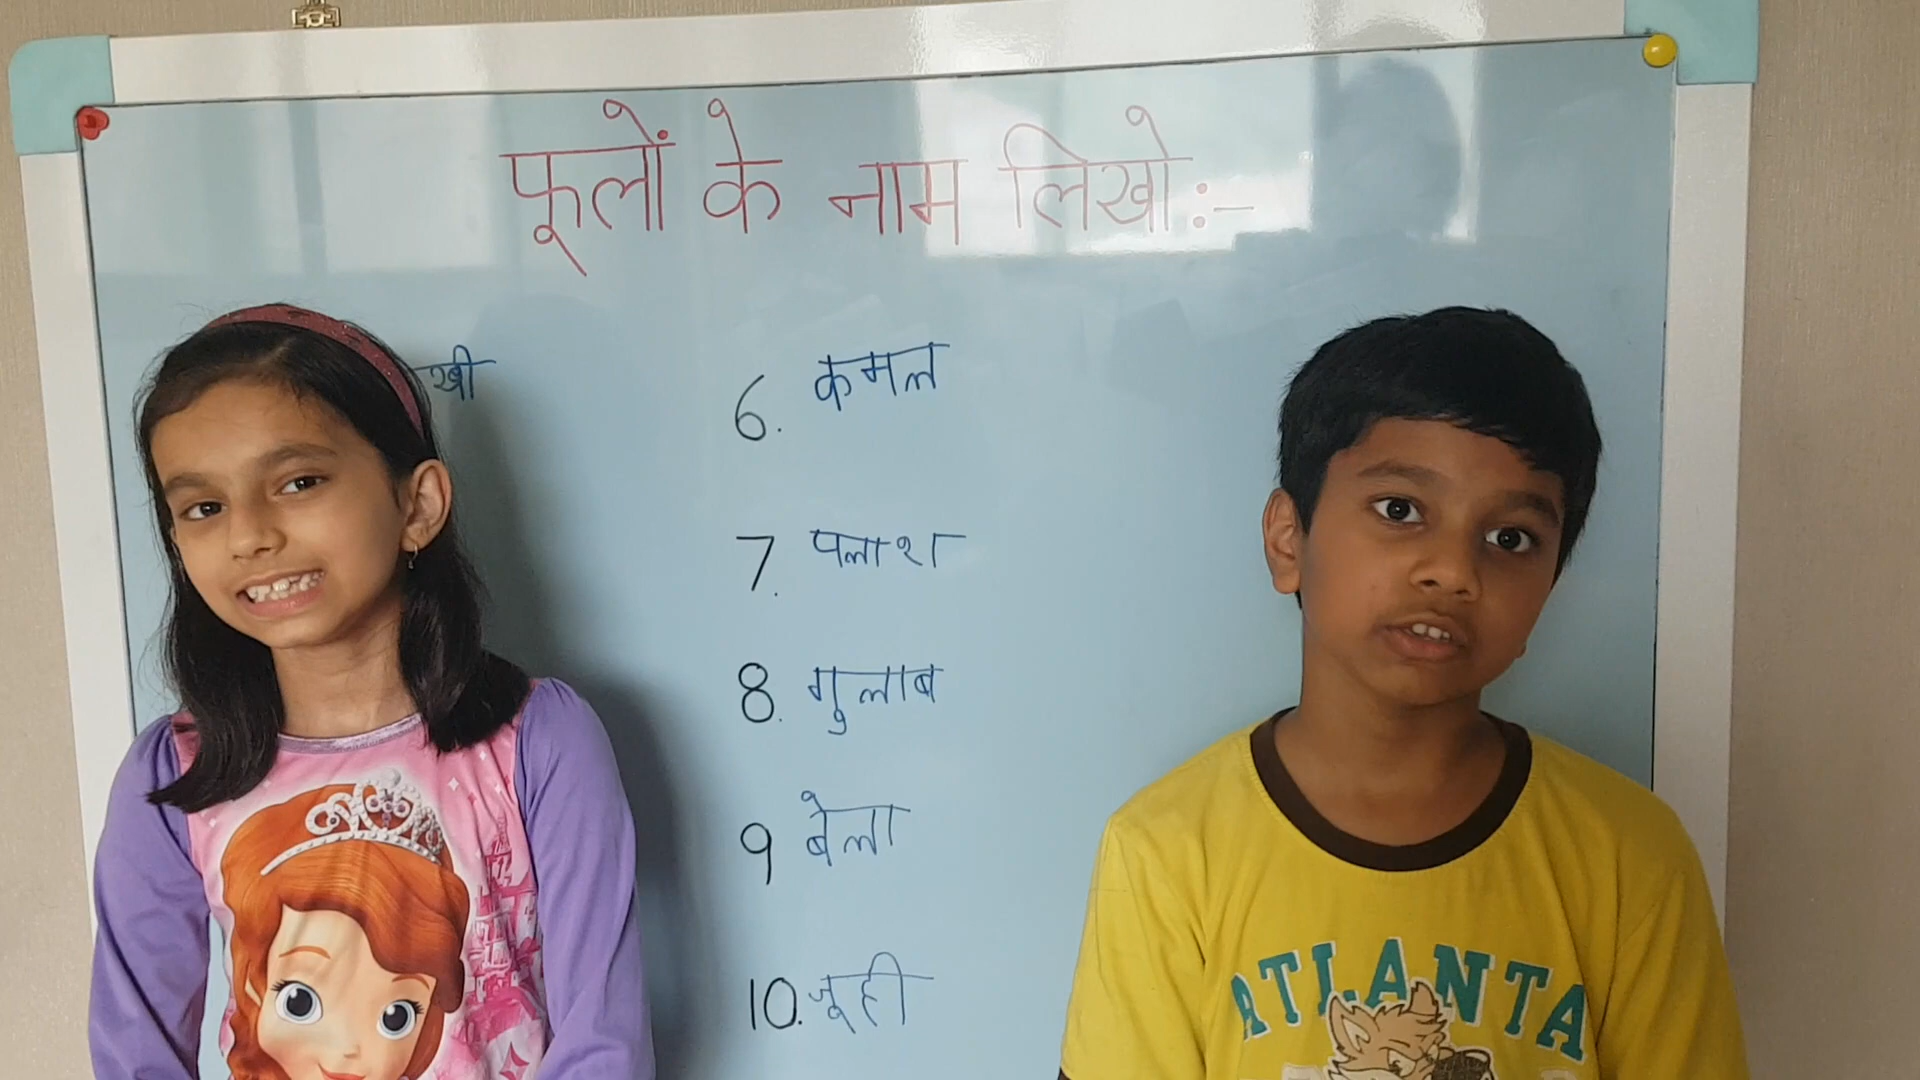 फूलों के नाम लिखो:-
खी
6. कमल
7. पलाश
8. गुलाब
9 बेला
10. जूही
ATLANTA